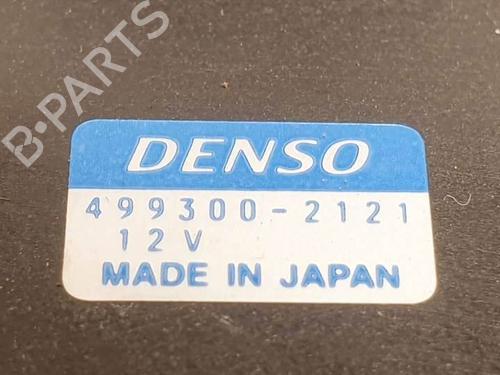 B-PARTS
DENSO
499300-2121
12V
MADE IN JAPAN